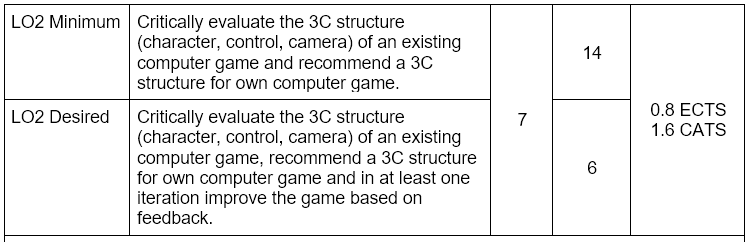 LO2 Minimum
Critically evaluate the 3C structure
(character, control, camera) of an existing
computer game and recommend a 3C
structure for own computer game.
14
LO2 Desired
Critically evaluate the 3C structure
(character, control, camera) of an existing
computer game, recommend a 3C structure
for own computer game and in at least one
iteration improve the game based on
feedback.
7
6
0.8 ECTS
1.6 CATS